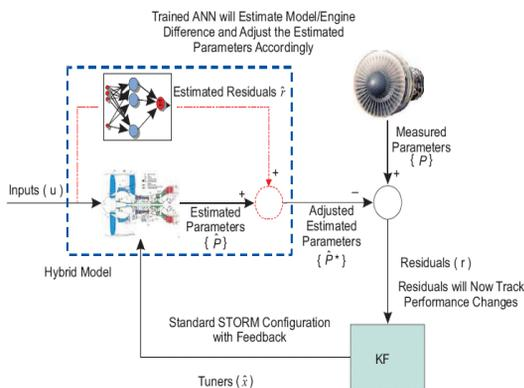 Trained ANN will Estimate Model/Engine
Difference and Adjust the Estimated
Parameters Accordingly
Estimated Residuals r̂
Measured
Parameters
{ P }
+
Inputs ( u )
+
+
−
Estimated
Parameters
{ P̂ }
Adjusted
Estimated
Parameters
{ P̂* }
Hybrid Model
Residuals ( r )
Residuals will Now Track
Performance Changes
Standard STORM Configuration
with Feedback
KF
Tuners ( x̂ )